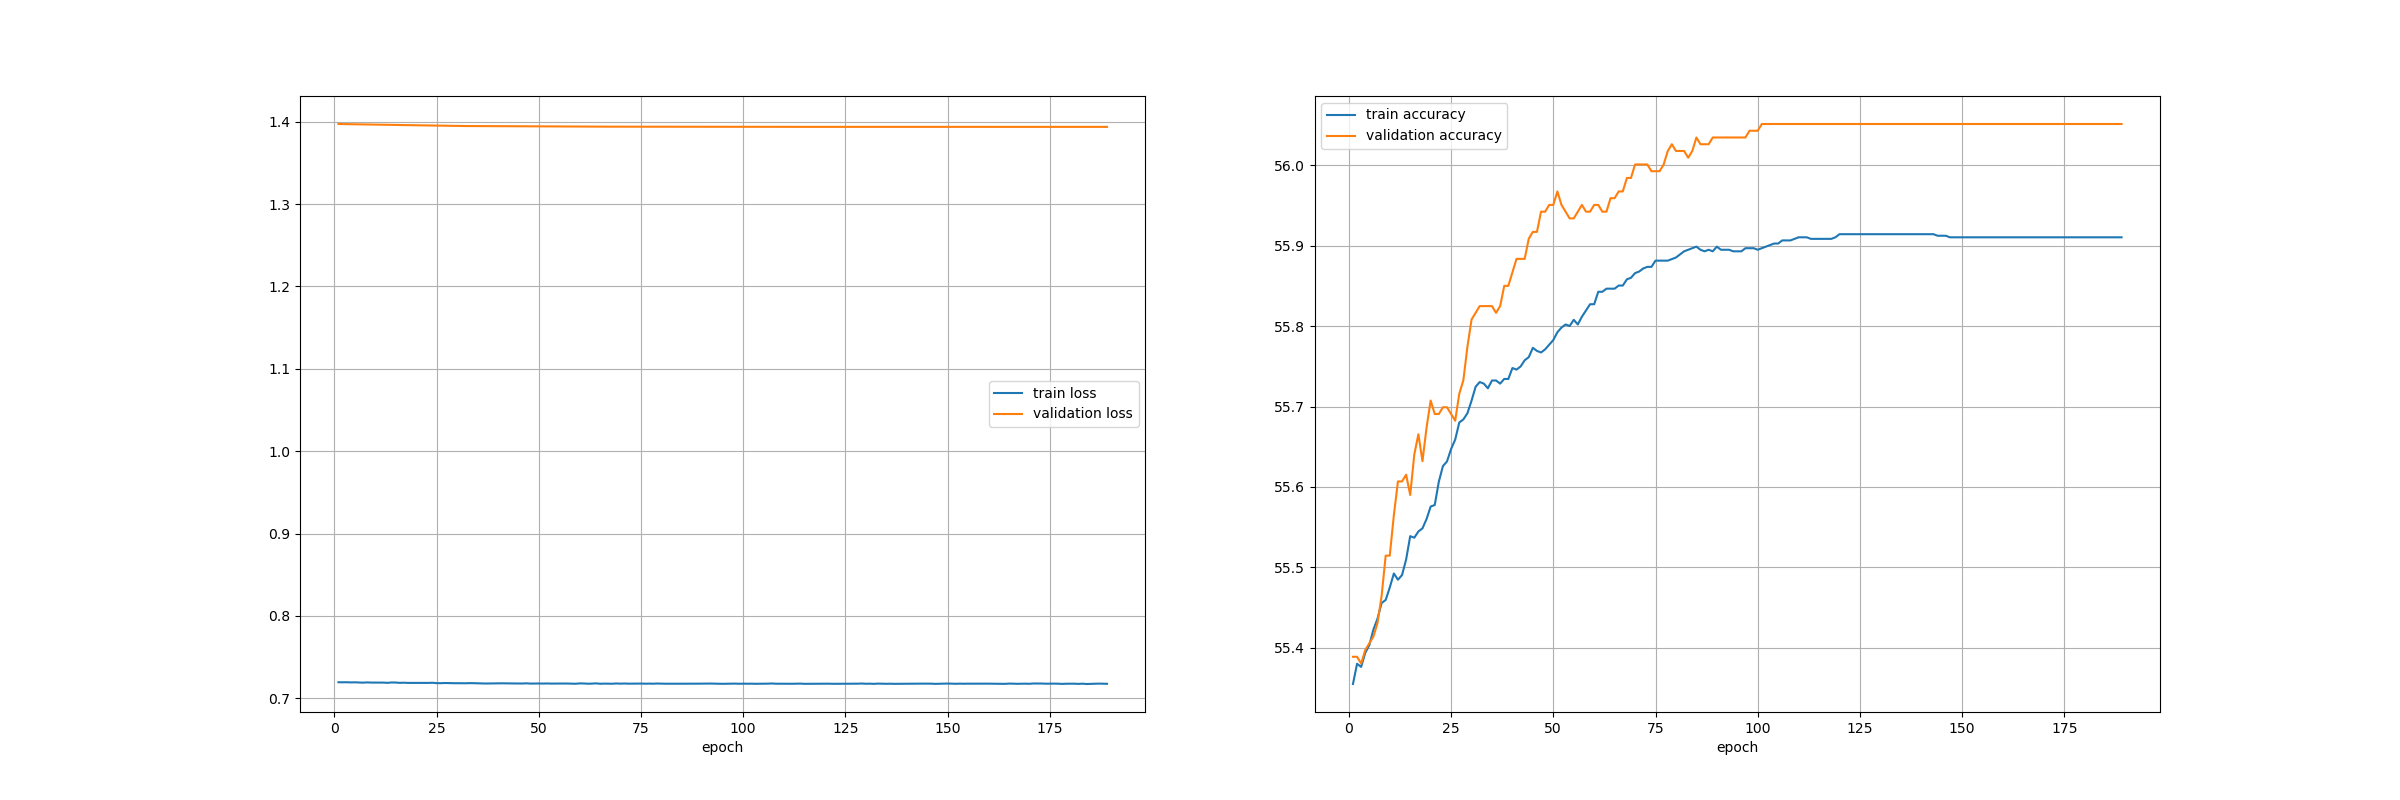 1.4
1.3
1.2
1.1
1.0
0.9
0.8
0.7
0 25 50 75 100 125 150 175
epoch
train loss
validation loss
train accuracy
validation accuracy
56.0
55.9
55.8
55.7
55.6
55.5
55.4
0 25 50 75 100 125 150 175
epoch